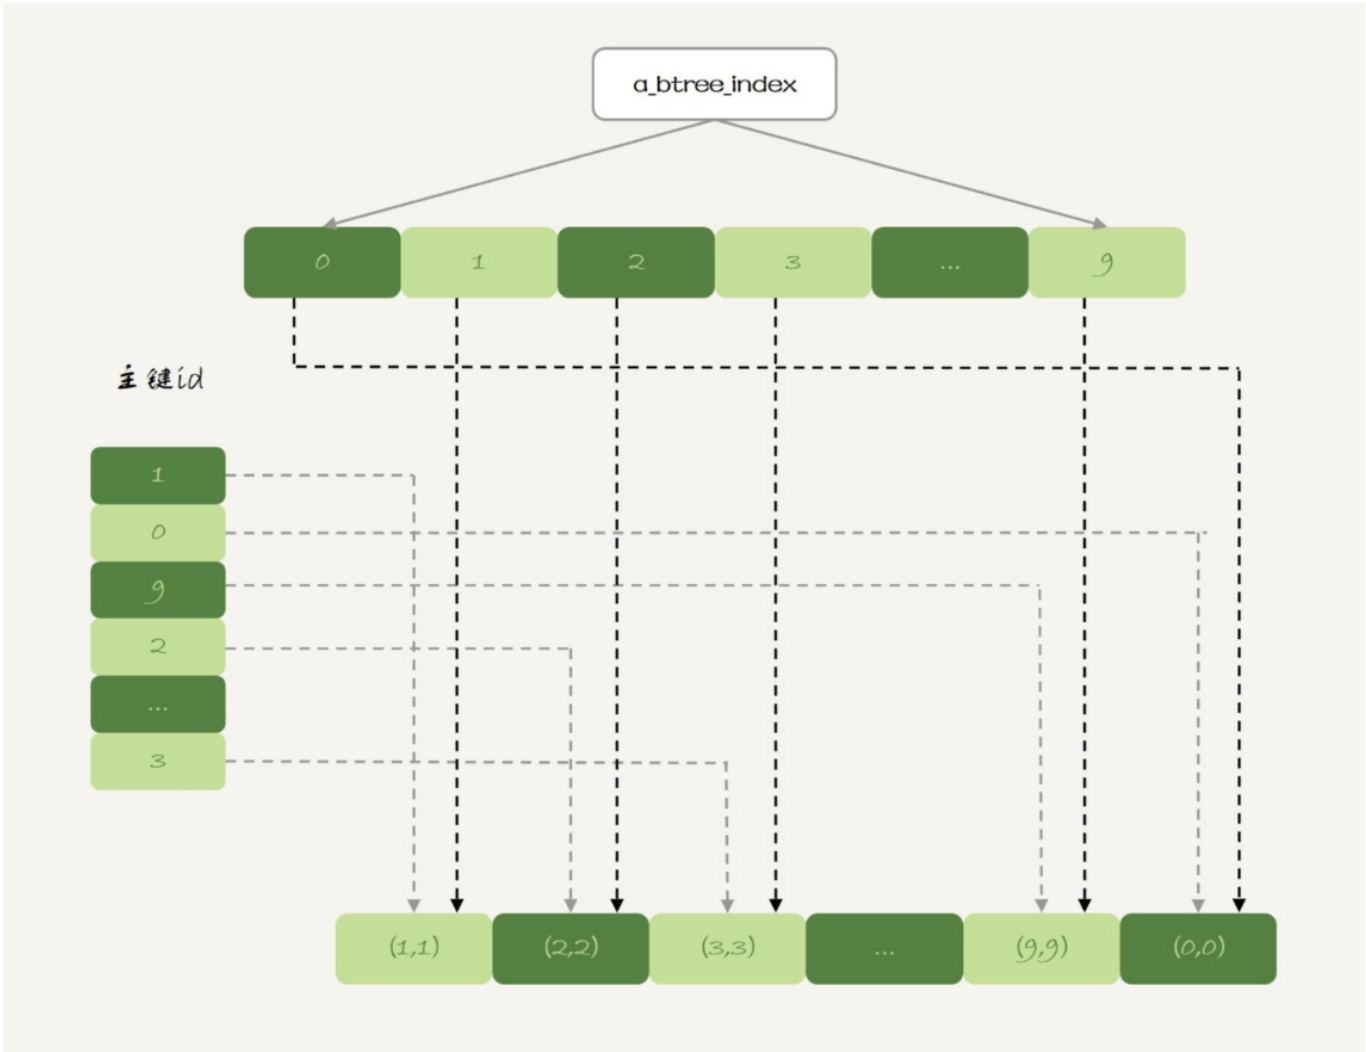 a_btree_index
0 1 2 3 ... 9
主键id
1
0
9
2
...
3
(1,1) (2,2) (3,3) ... (9,9) (0,0)